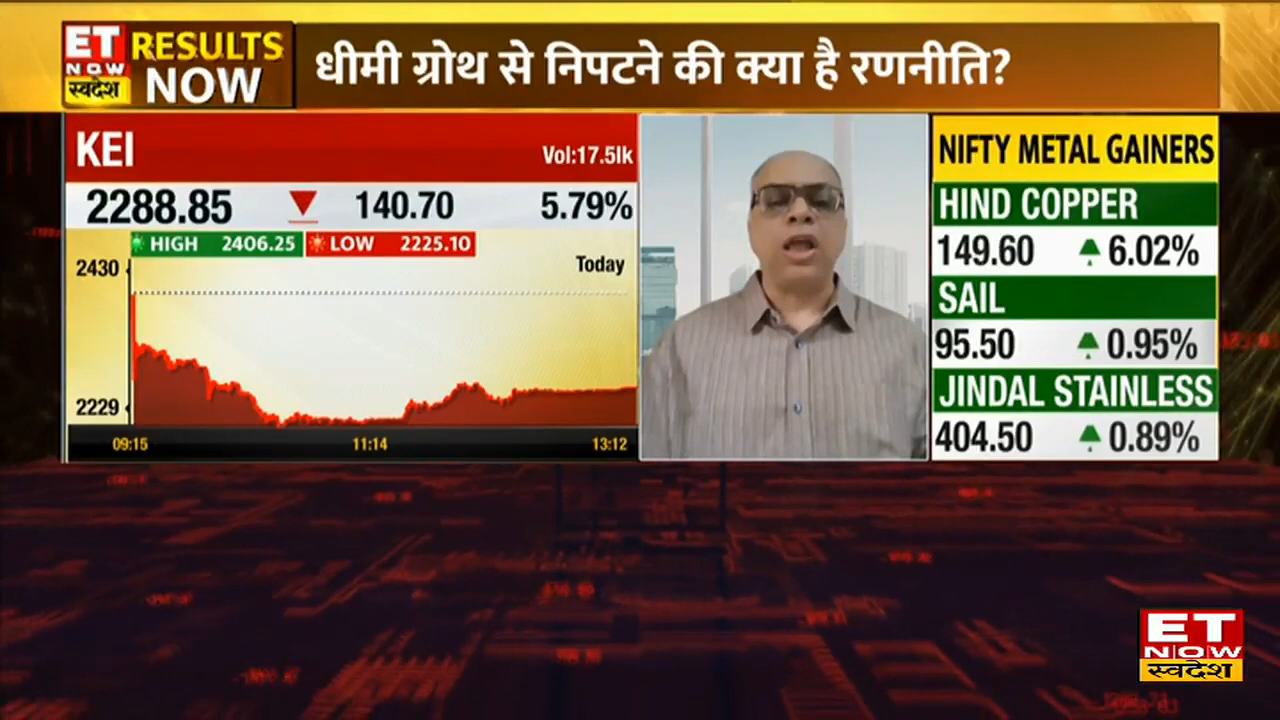 ET NOW स्वदेश
RESULTS NOW
धीमी ग्रोथ से निपटने की क्या है रणनीति?
KEI
Vol:17.5lk
2288.85 140.70 5.79%
HIGH 2406.25 LOW 2225.10
Today
2430
2229
09:15 11:14 13:12
NIFTY METAL GAINERS
HIND COPPER
149.60 6.02%
SAIL
95.50 0.95%
JINDAL STAINLESS
404.50 0.89%
ET
NOW
स्वदेश